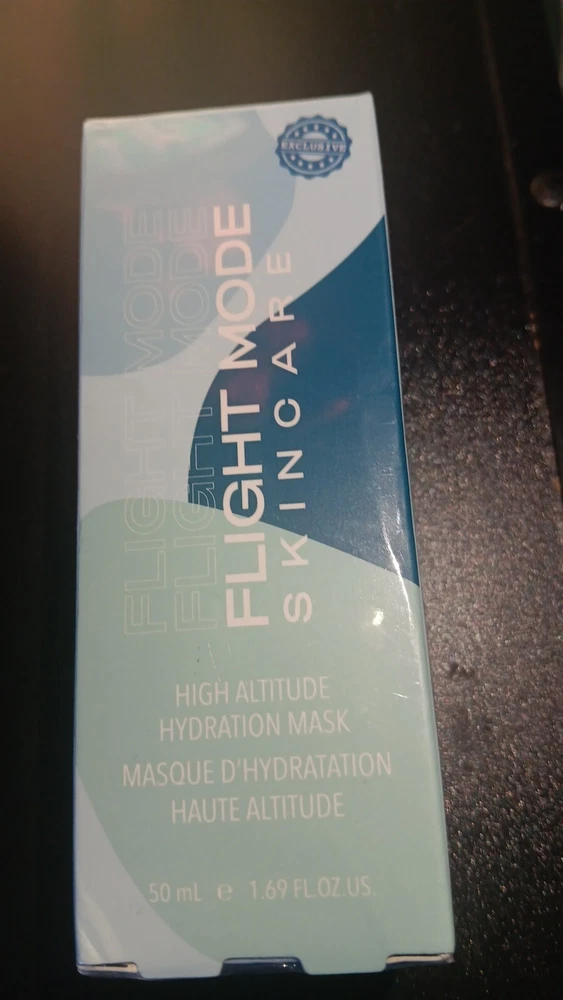 EXCLUSIVE
FLIGHT MODE
FLIGHT MODE
FLIGHT MODE
SKINCARE
HIGH ALTITUDE
HYDRATION MASK
MASQUE D'HYDRATATION
HAUTE ALTITUDE
50 mL e 1.69 FL.OZ.US.